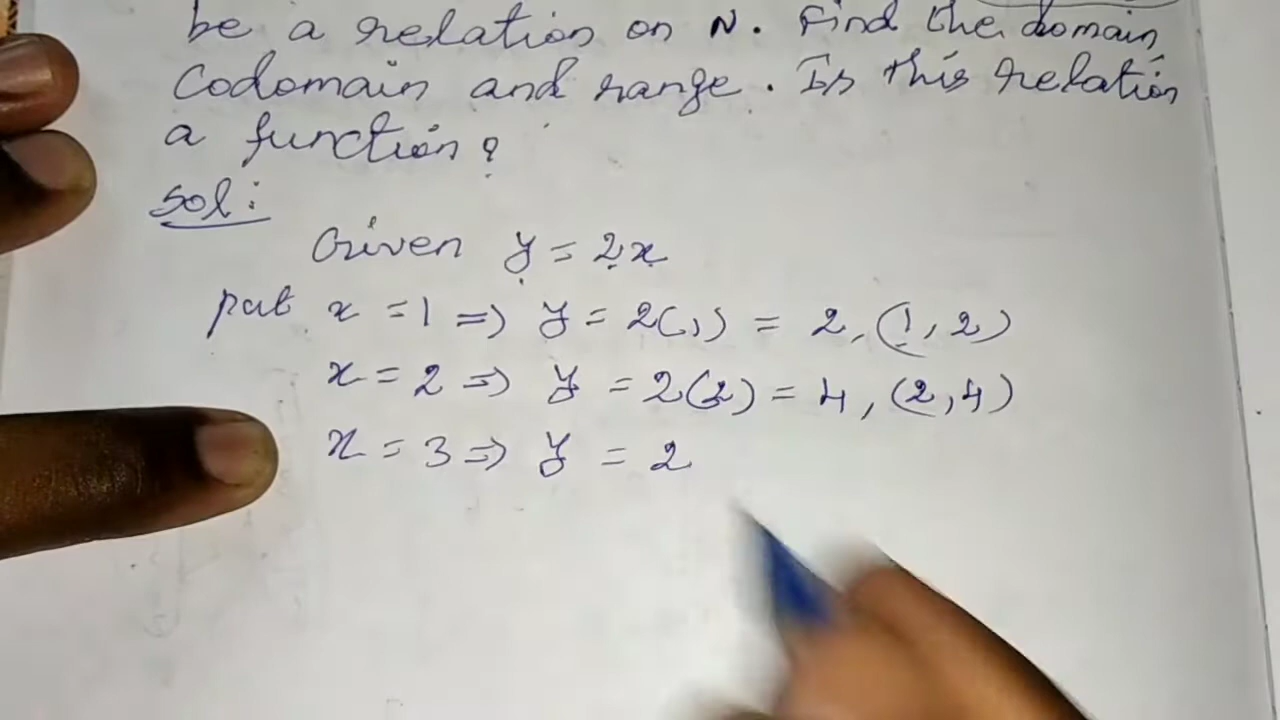 be a relation on N. Find the domain,
Codomain and range. Is this relation
a function?
Sol:
Given y = 2x
put x = 1 => y = 2(1) = 2, (1, 2)
x = 2 => y = 2(2) = 4, (2,4)
x = 3 => y = 2